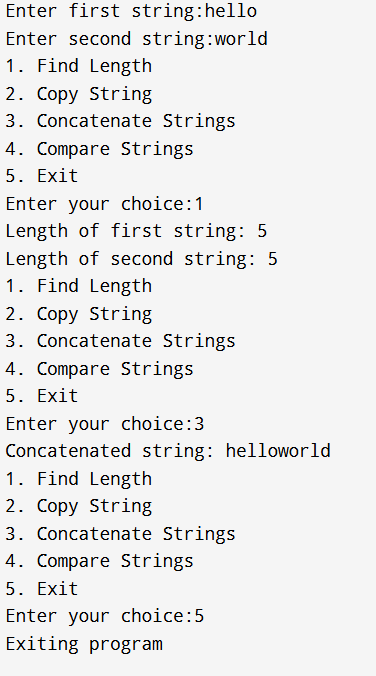 Enter first string:hello
Enter second string:world
1. Find Length
2. Copy String
3. Concatenate Strings
4. Compare Strings
5. Exit
Enter your choice:1
Length of first string: 5
Length of second string: 5
1. Find Length
2. Copy String
3. Concatenate Strings
4. Compare Strings
5. Exit
Enter your choice:3
Concatenated string: helloworld
1. Find Length
2. Copy String
3. Concatenate Strings
4. Compare Strings
5. Exit
Enter your choice:5
Exiting program